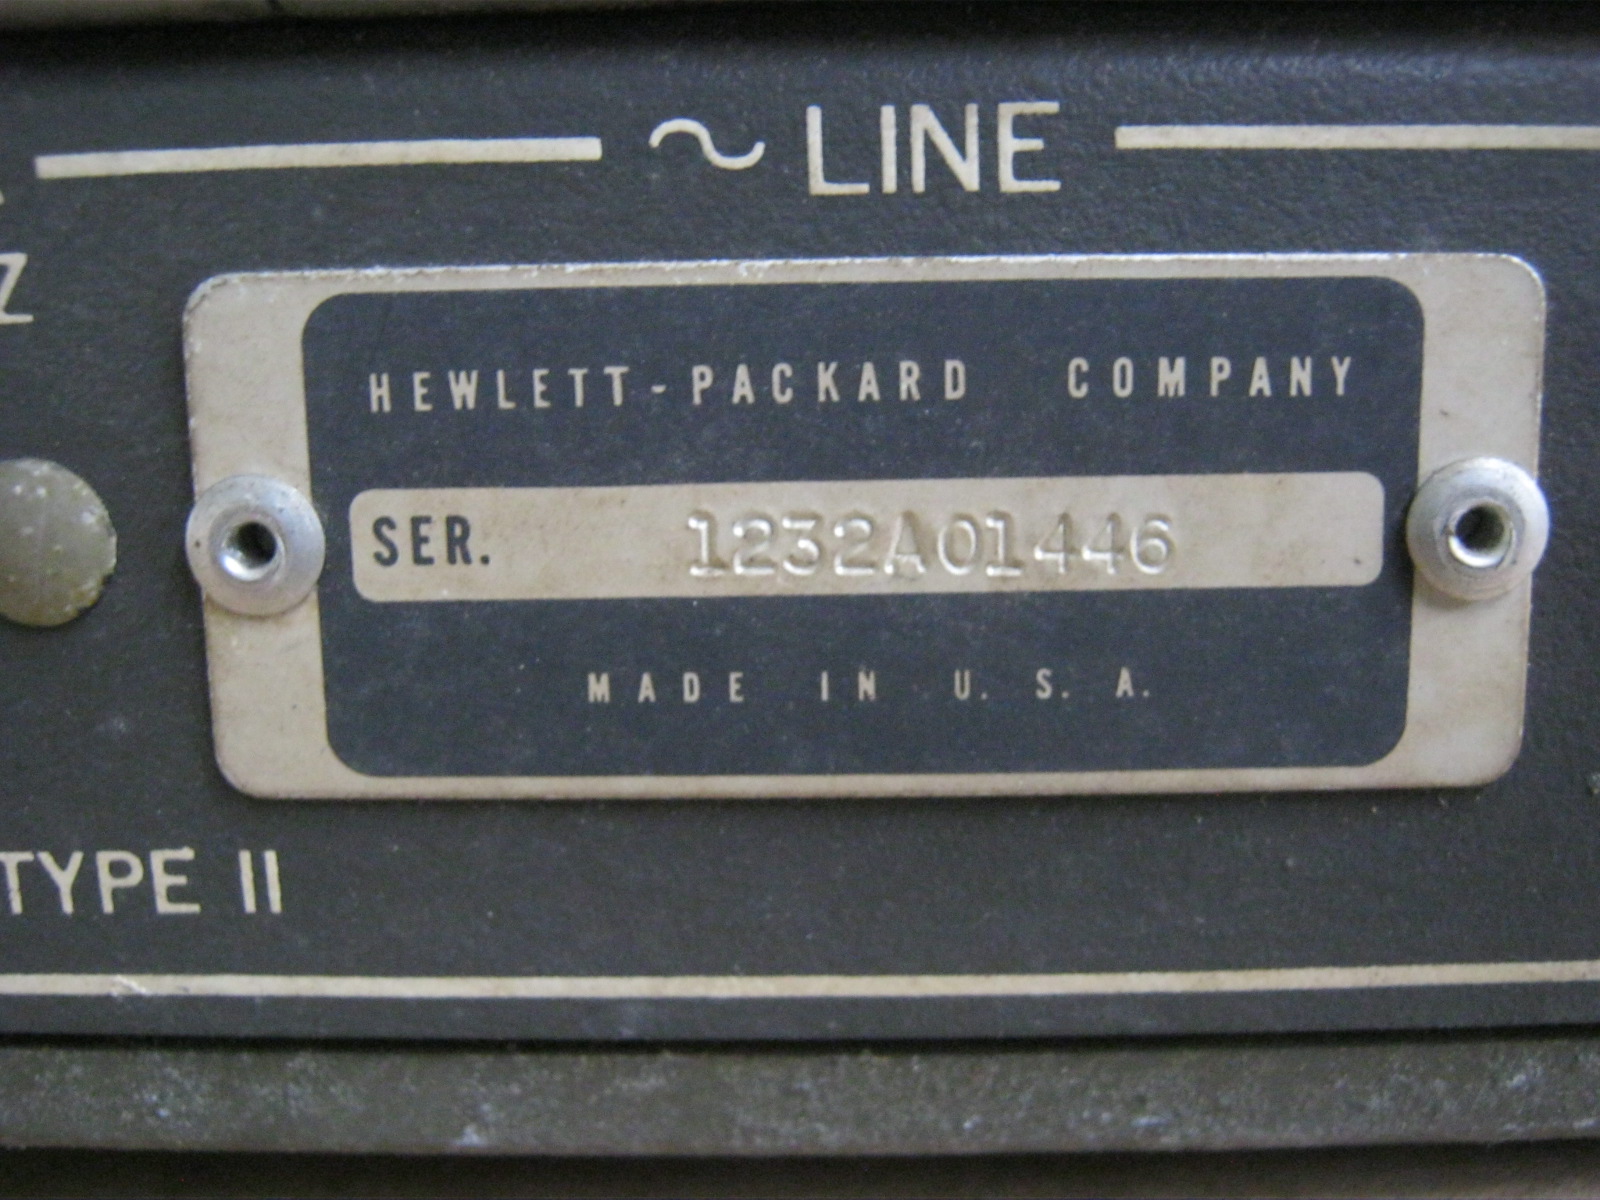 ~ LINE
Z
HEWLETT-PACKARD COMPANY
SER. 1232A01446
MADE IN U. S. A.
TYPE II